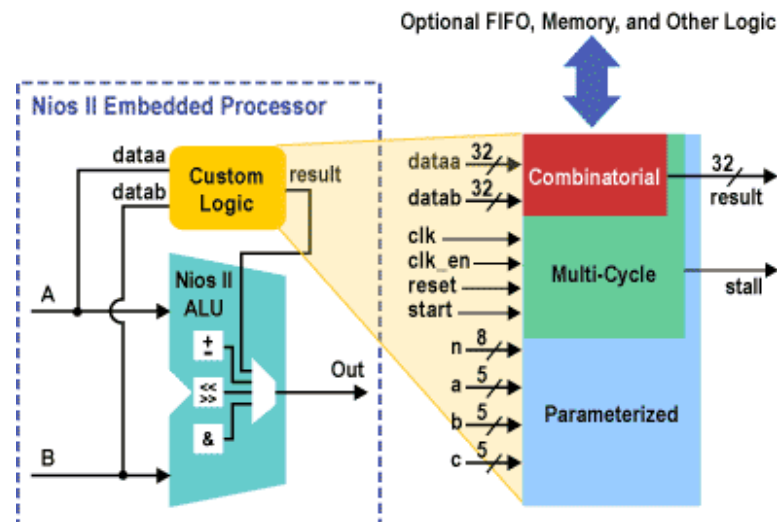 Optional FIFO, Memory, and Other Logic
Nios II Embedded Processor
dataa
datab
Custom
Logic
result
A
Nios II
ALU
+
-
<<
>>
&
Out
B
dataa 32
datab 32
clk
clk_en
reset
start
n 8
a 5
b 5
c 5
Combinatorial
Multi-Cycle
Parameterized
32
result
stall